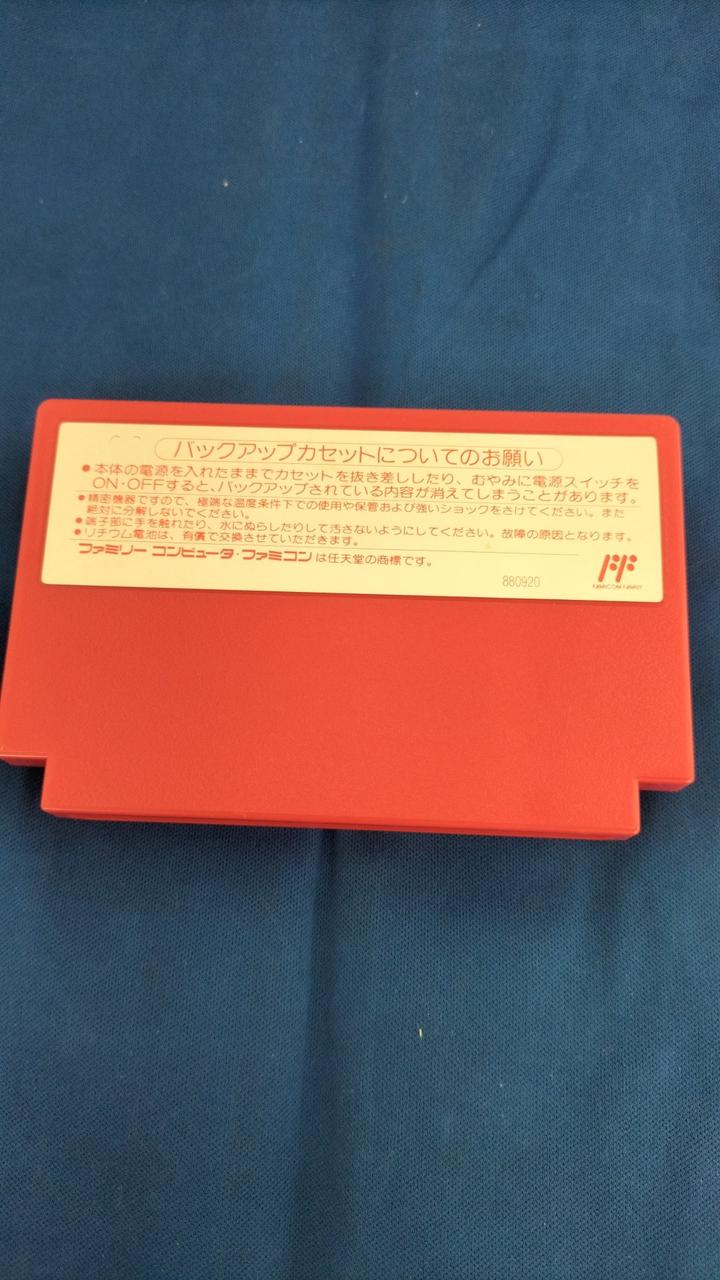 バックアップカセットについてのお願い
●本体の電源を入れたままでカセットを抜き差ししたり、むやみに電源スイッチを
ON・OFFすると、バックアップされている内容が消えてしまうことがあります。
●精密機器ですので、極端な温度条件下での使用や保管および強いショックをさけてください。また
絶対に分解しないでください。
●端子部に手を触れたり、水にぬらしたりして汚さないようにしてください。故障の原因となります。
●リチウム電池は、有償で交換させていただきます。
ファミリーコンピュータ・ファミコンは任天堂の商標です。
880920